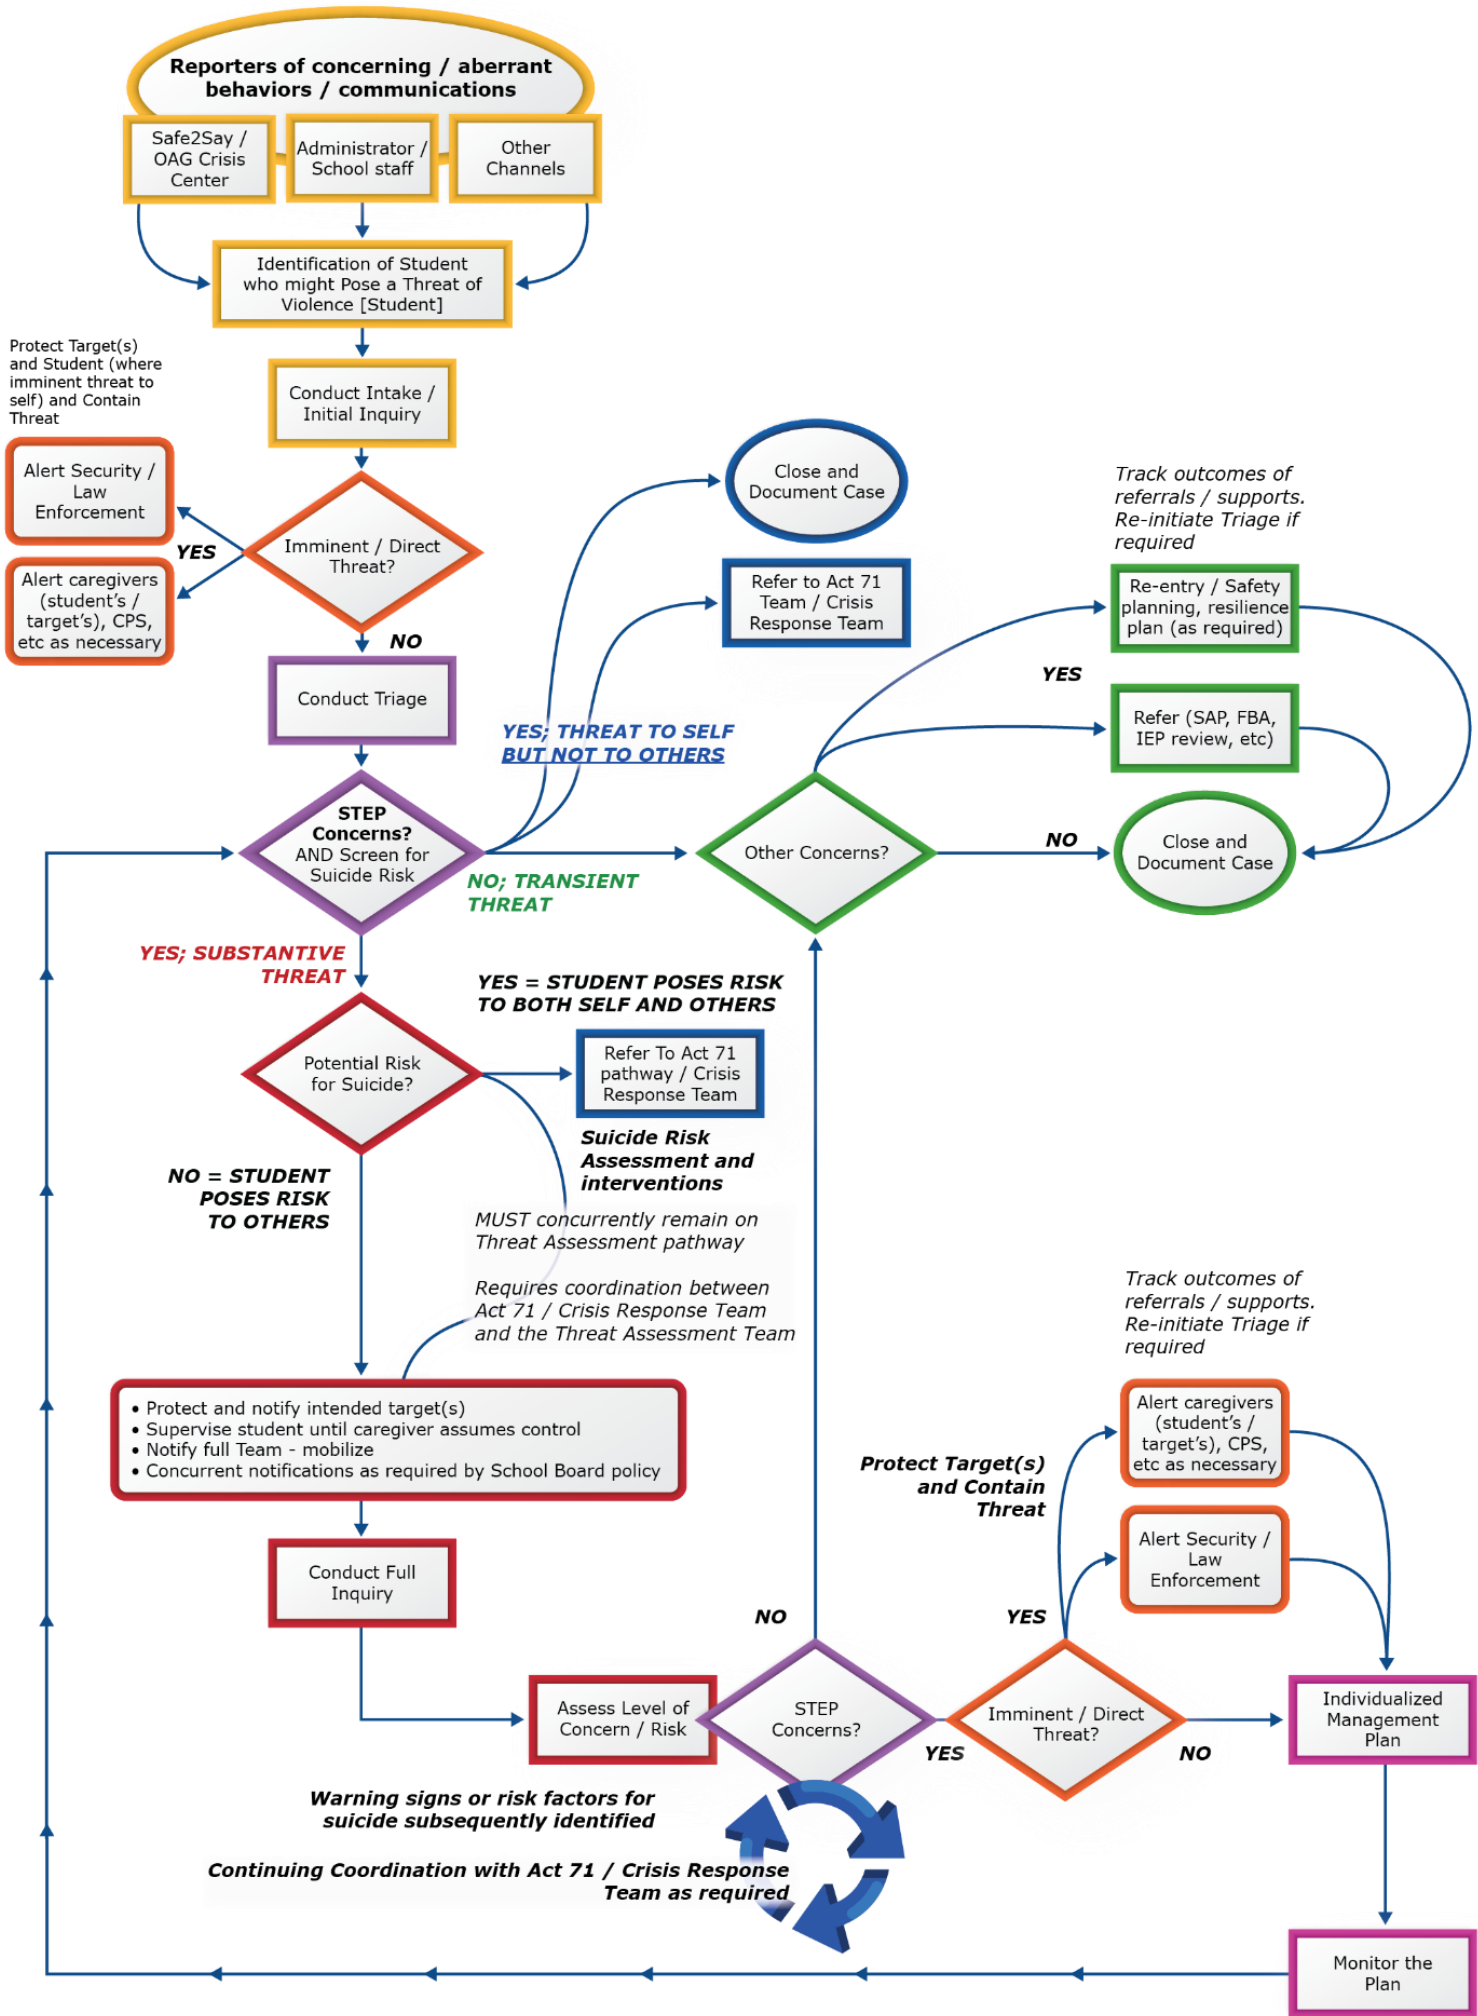 Reporters of concerning / aberrant
behaviors / communications
Safe2Say /
OAG Crisis
Center
Administrator /
School staff
Other
Channels
Identification of Student
who might Pose a Threat of
Violence [Student]
Protect Target(s)
and Student (where
imminent threat to
self) and Contain
Threat
Conduct Intake /
Initial Inquiry
Alert Security /
Law
Enforcement
YES
Alert caregivers
(student's /
target's), CPS,
etc as necessary
Imminent / Direct
Threat?
NO
Conduct Triage
Close and
Document Case
Refer to Act 71
Team / Crisis
Response Team
YES; THREAT TO SELF
BUT NOT TO OTHERS
Track outcomes of
referrals / supports.
Re-initiate Triage if
required
Re-entry / Safety
planning, resilience
plan (as required)
YES
Refer (SAP, FBA,
IEP review, etc)
STEP
Concerns?
AND Screen for
Suicide Risk
NO; TRANSIENT
THREAT
Other Concerns?
NO
Close and
Document Case
YES; SUBSTANTIVE
THREAT
YES = STUDENT POSES RISK
TO BOTH SELF AND OTHERS
Potential Risk
for Suicide?
Refer To Act 71
pathway / Crisis
Response Team
Suicide Risk
Assessment and
interventions
NO = STUDENT
POSES RISK
TO OTHERS
MUST concurrently remain on
Threat Assessment pathway
Requires coordination between
Act 71 / Crisis Response Team
and the Threat Assessment Team
• Protect and notify intended target(s)
• Supervise student until caregiver assumes control
• Notify full Team - mobilize
• Concurrent notifications as required by School Board policy
Track outcomes of
referrals / supports.
Re-initiate Triage if
required
Alert caregivers
(student's /
target's), CPS,
etc as necessary
Protect Target(s)
and Contain
Threat
Alert Security /
Law
Enforcement
Conduct Full
Inquiry
NO
YES
Assess Level of
Concern / Risk
STEP
Concerns?
YES
Imminent / Direct
Threat?
NO
Individualized
Management
Plan
Warning signs or risk factors for
suicide subsequently identified
Continuing Coordination with Act 71 / Crisis Response
Team as required
Monitor the
Plan